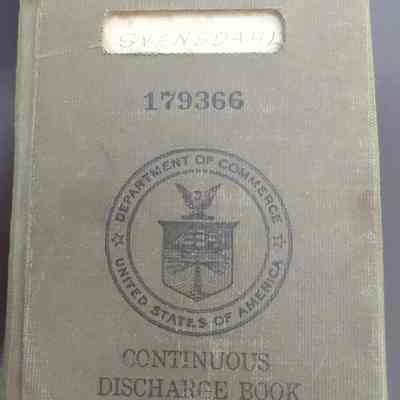 SVENSDAHL
179366
DEPARTMENT OF COMMERCE
UNITED STATES OF AMERICA
CONTINUOUS
DISCHARGE BOOK